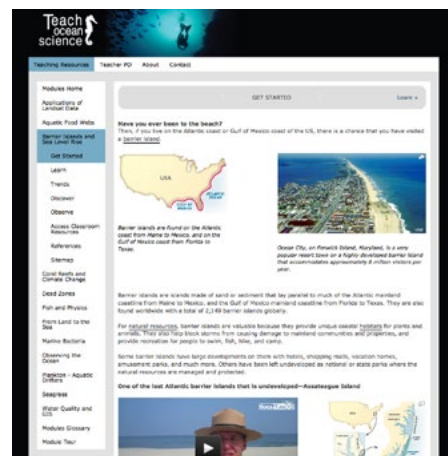 Teach
ocean
science
Teaching Resources
Teacher PD
About
Contact
Modules Home
Applications of
Landsat Data
Aquatic Food Webs
Barrier Islands and
Sea Level Rise
Get Started
Learn
Trends
Discover
Observe
Access Classroom
Resources
References
Sitemap
Coral Reefs and
Climate Change
Dead Zones
Fish and Physics
From Land to the
Sea
Marine Bacteria
Observing the
Ocean
Plankton - Aquatic
Drifters
Seagrass
Water Quality and
GIS
Modules Glossary
Module Tour
GET STARTED
Learn »
Have you ever been to the beach?
Then, if you live on the Atlantic coast or Gulf of Mexico coast of the US, there is a chance that you have visited
a barrier island.
USA
Barrier islands are found on the Atlantic
coast from Maine to Mexico, and on the
Gulf of Mexico coast from Florida to
Texas.
Ocean City, on Fenwick Island, Maryland, is a very
popular resort town on a highly developed barrier island
that accommodates approximately 8 million visitors per
year.
Barrier islands are islands made of sand or sediment that lay parallel to much of the Atlantic mainland
coastline from Maine to Mexico, and Gulf of Mexico mainland coastline from Florida to Texas. They are also
found worldwide with a total of 2,149 barrier islands globally.
For natural resources, barrier islands are valuable because they provide unique coastal habitats for plants and
animals. They also help block storms from causing damage to mainland communities and properties, and
provide recreation for people to swim, fish, bike, and camp.
Some barrier islands have large developments on them with hotels, shopping malls, vacation homes,
amusement parks, and much more. Others have been left undeveloped as national or state parks where the
natural resources are managed and protected.
One of the last Atlantic barrier islands that is undeveloped—Assateague Island